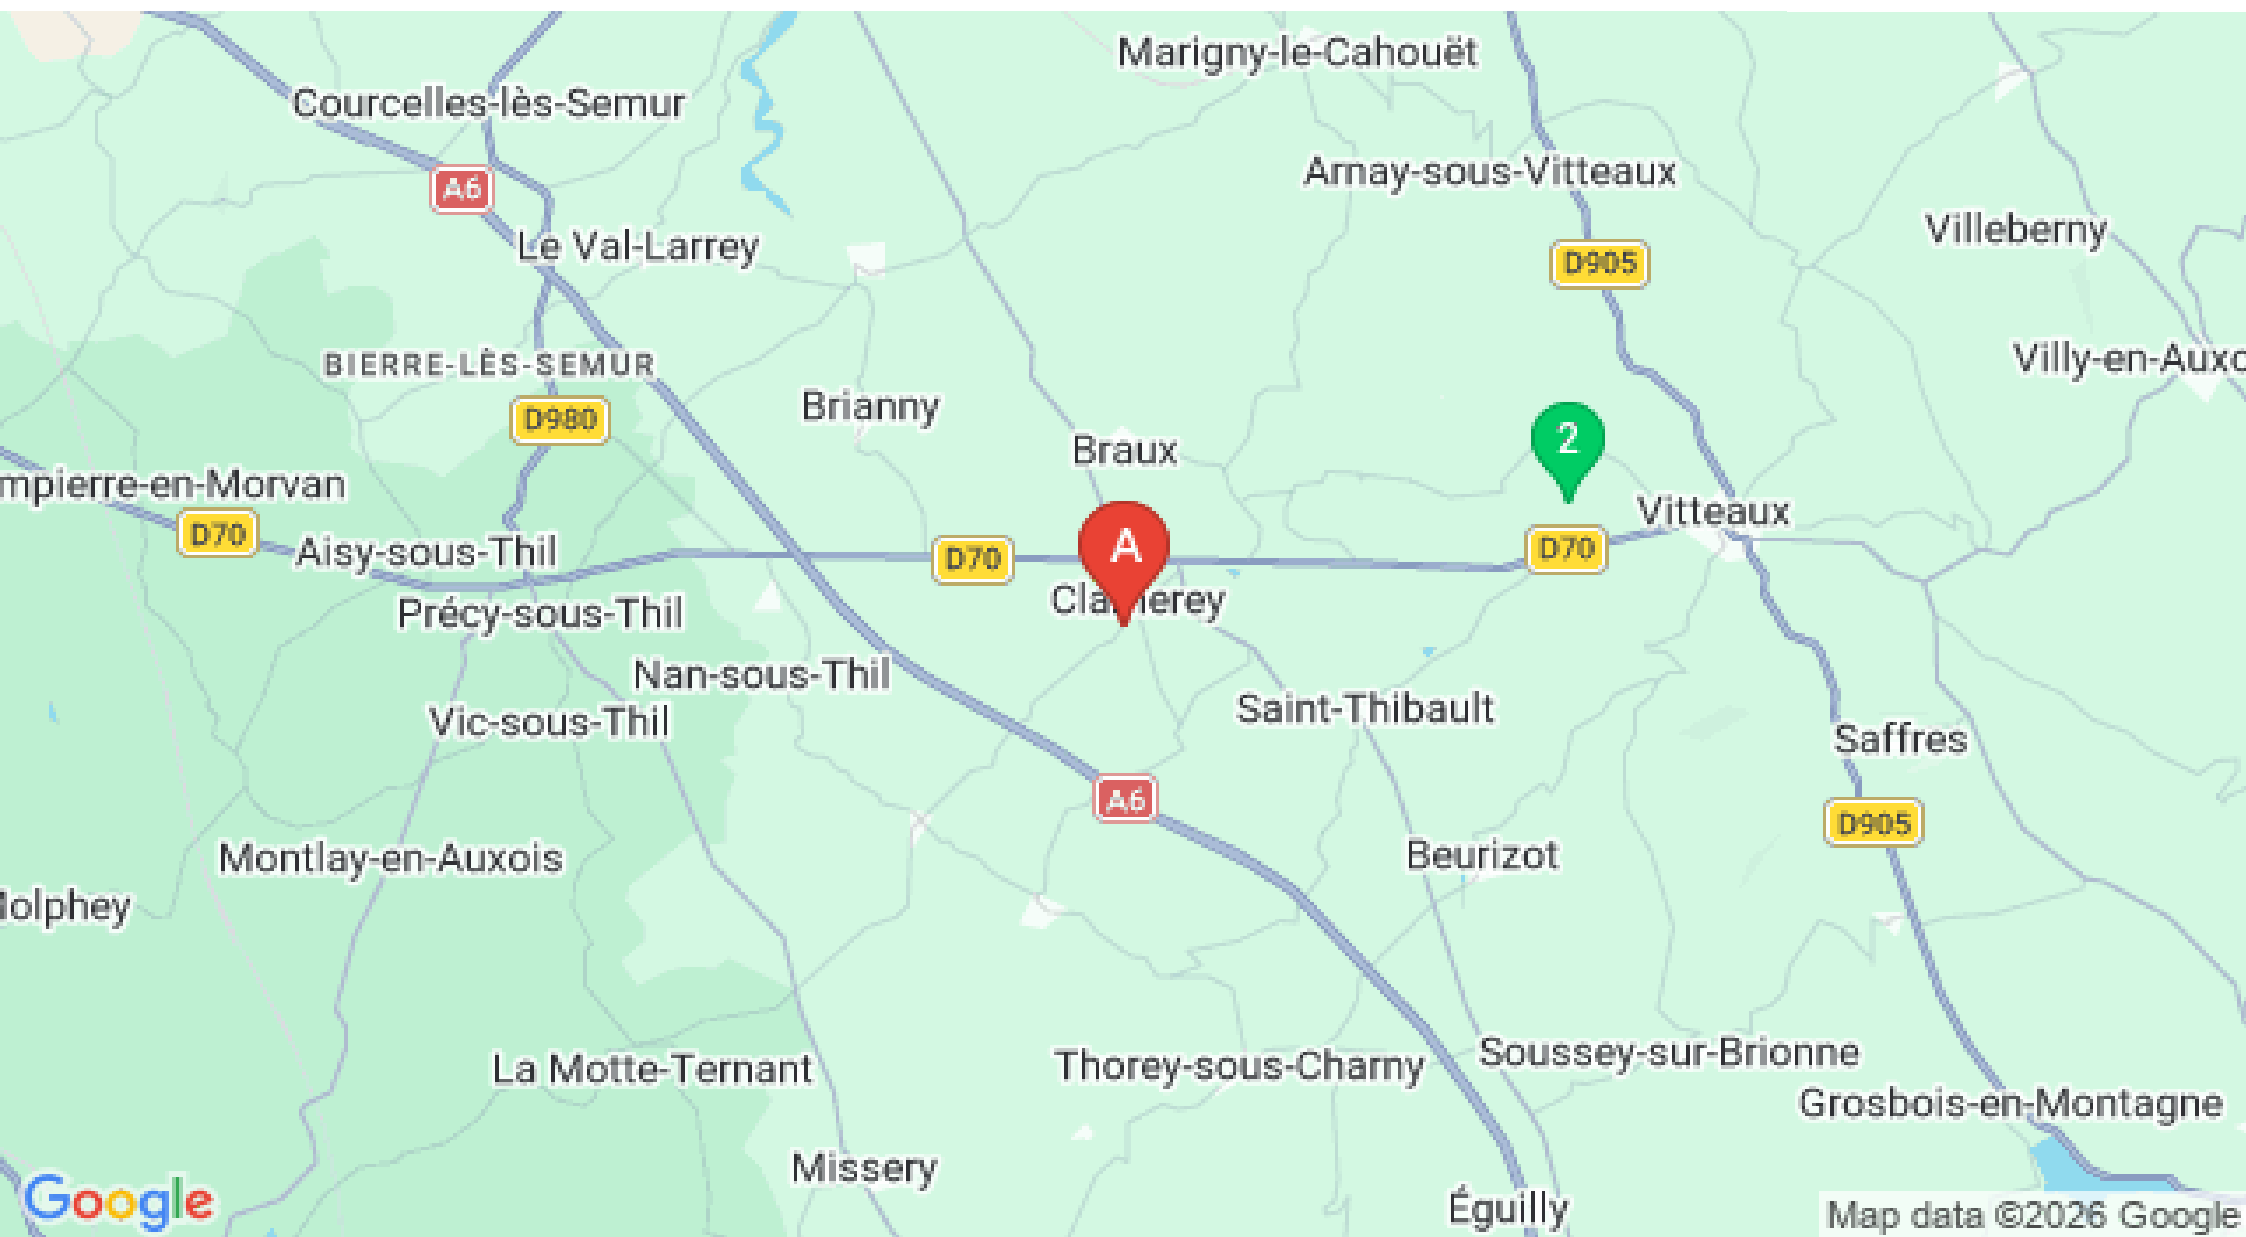 Marigny-le-Cahouët
Courcelles-lès-Semur
Arnay-sous-Vitteaux
A6
Villeberny
Le Val-Larrey
D905
Villy-en-Auxo
BIERRE-LÈS-SEMUR
Brianny
D980
2
Braux
mpierre-en-Morvan
Vitteaux
D70
Aisy-sous-Thil
D70
A
D70
Clamerey
Précy-sous-Thil
Nan-sous-Thil
Saint-Thibault
Vic-sous-Thil
Saffres
A6
D905
Montlay-en-Auxois
Beurizot
olphey
Soussey-sur-Brionne
La Motte-Ternant
Thorey-sous-Charny
Grosbois-en-Montagne
Missery
Éguilly
Google
Map data ©2026 Google